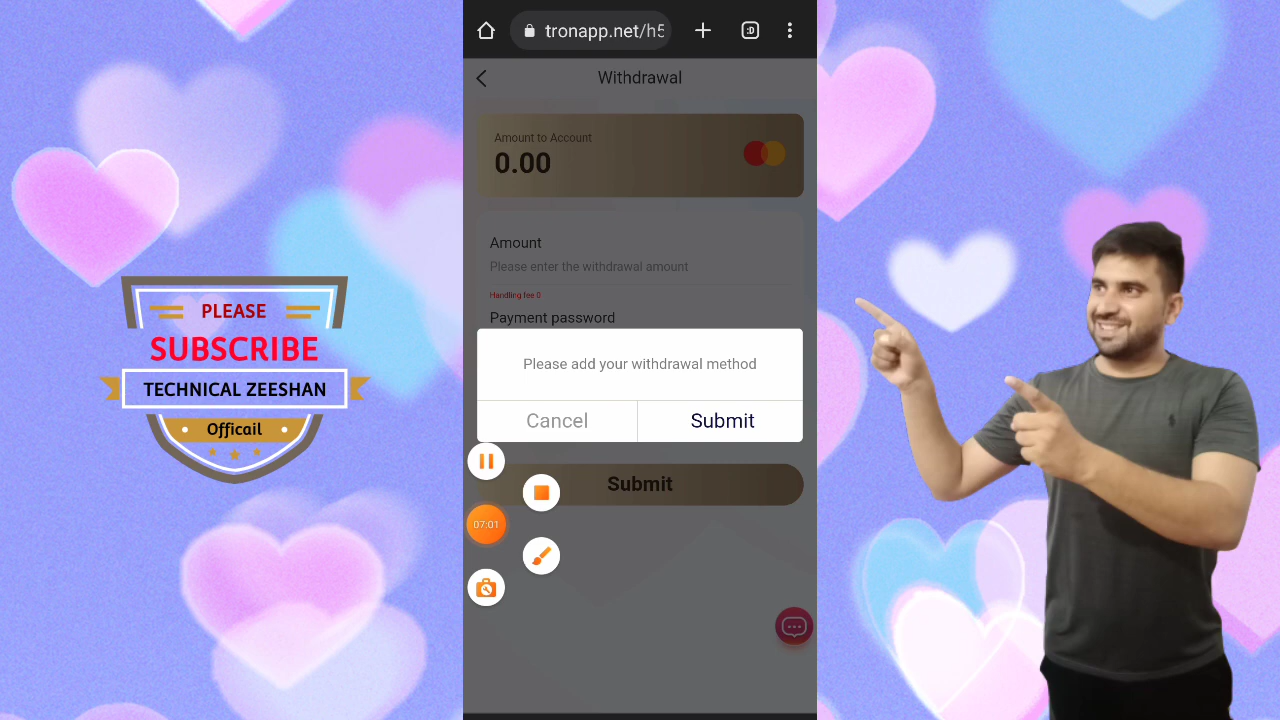 PLEASE
SUBSCRIBE
TECHNICAL ZEESHAN
Officail
tronapp.net/h5
:D
Withdrawal
Amount to Account
0.00
Amount
Please enter the withdrawal amount
Handling fee 0
Payment password
Please add your withdrawal method
Cancel
Submit
Submit
07:01